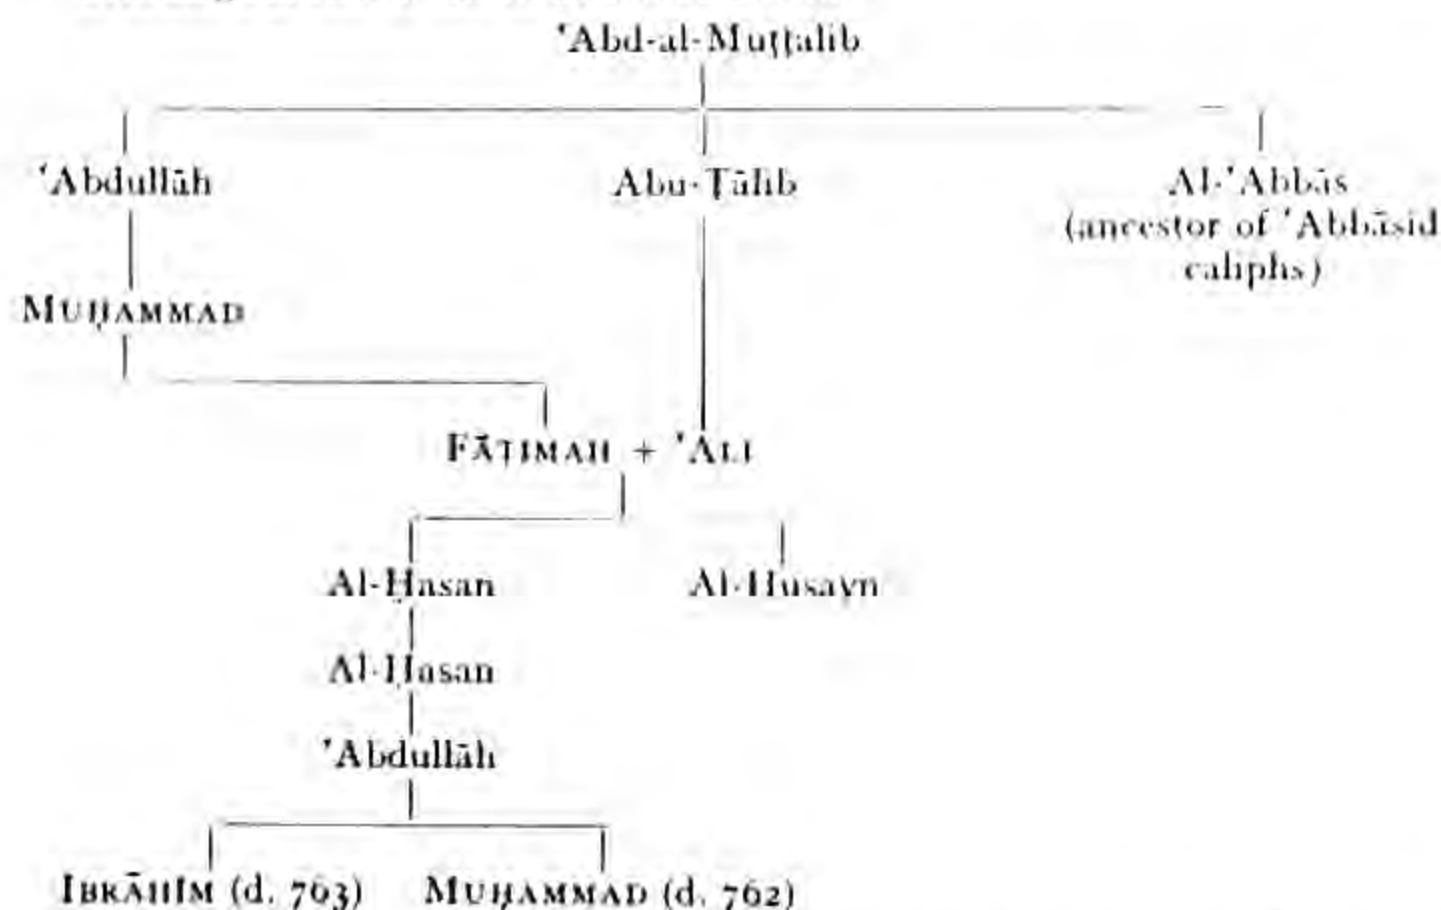 'Abd-al-Muṭṭalib
'Abdullāh Abu-Ṭālib Al-'Abbās
(ancestor of 'Abbāsid
caliphs)
MUḤAMMAD
FĀṬIMAH + 'ALI
Al-Ḥasan Al-Ḥusayn
Al-Ḥasan
'Abdullāh
IBRĀHĪM (d. 763) MUḤAMMAD (d. 762)